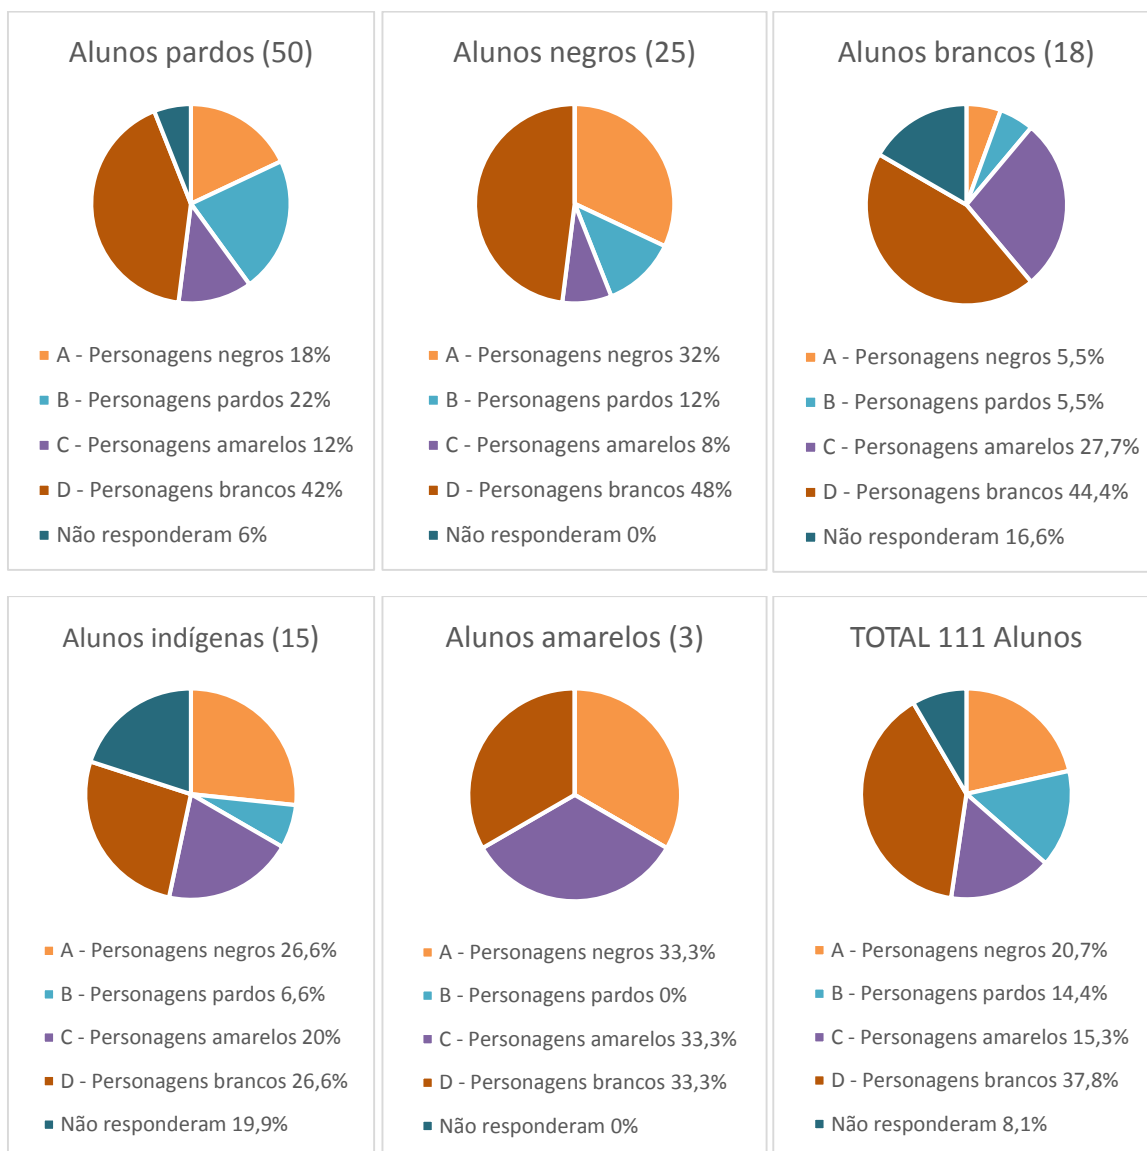 Alunos pardos (50)
A - Personagens negros 18%
B - Personagens pardos 22%
C - Personagens amarelos 12%
D - Personagens brancos 42%
Não responderam 6%
Alunos negros (25)
A - Personagens negros 32%
B - Personagens pardos 12%
C - Personagens amarelos 8%
D - Personagens brancos 48%
Não responderam 0%
Alunos brancos (18)
A - Personagens negros 5,5%
B - Personagens pardos 5,5%
C - Personagens amarelos 27,7%
D - Personagens brancos 44,4%
Não responderam 16,6%
Alunos indígenas (15)
A - Personagens negros 26,6%
B - Personagens pardos 6,6%
C - Personagens amarelos 20%
D - Personagens brancos 26,6%
Não responderam 19,9%
Alunos amarelos (3)
A - Personagens negros 33,3%
B - Personagens pardos 0%
C - Personagens amarelos 33,3%
D - Personagens brancos 33,3%
Não responderam 0%
TOTAL 111 Alunos
A - Personagens negros 20,7%
B - Personagens pardos 14,4%
C - Personagens amarelos 15,3%
D - Personagens brancos 37,8%
Não responderam 8,1%